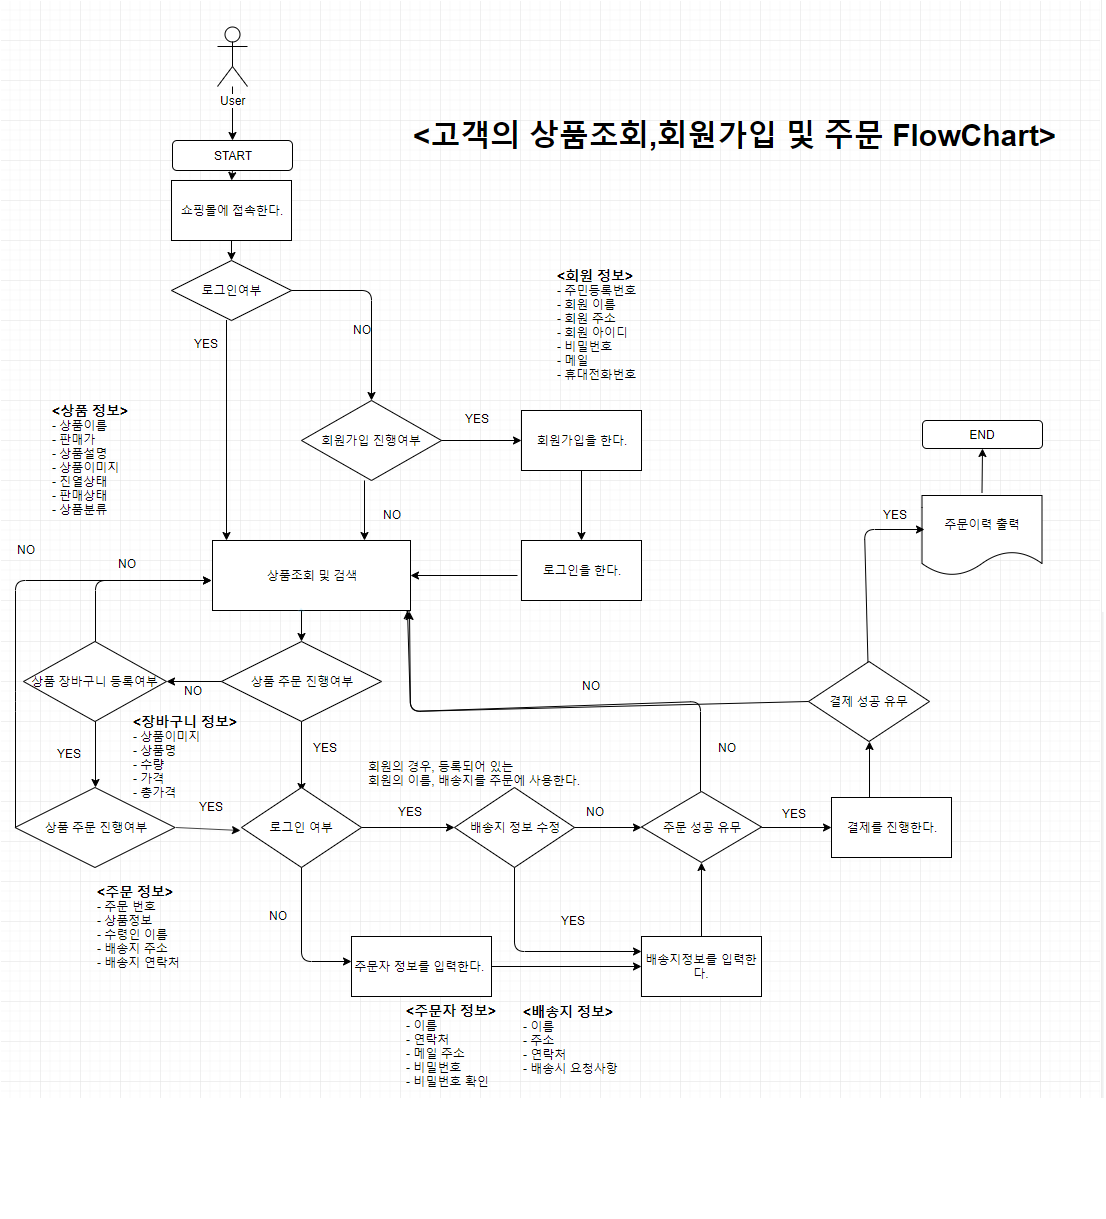 User
<고객의 상품조회,회원가입 및 주문 FlowChart>
START
쇼핑몰에 접속한다.
로그인여부
NO
YES
<회원 정보>
- 주민등록번호
- 회원 이름
- 회원 주소
- 회원 아이디
- 비밀번호
- 메일
- 휴대전화번호
<상품 정보>
- 상품이름
- 판매가
- 상품설명
- 상품이미지
- 진열상태
- 판매상태
- 상품분류
회원가입 진행여부
YES
회원가입을 한다.
NO
END
YES
주문이력 출력
NO
NO
상품조회 및 검색
로그인을 한다.
상품 장바구니 등록여부
NO
상품 주문 진행여부
NO
결제 성공 유무
<장바구니 정보>
- 상품이미지
- 상품명
- 수량
- 가격
- 총가격
YES
YES
NO
회원의 경우, 등록되어 있는
회원의 이름, 배송지를 주문에 사용한다.
상품 주문 진행여부
YES
로그인 여부
YES
배송지 정보 수정
NO
주문 성공 유무
YES
결제를 진행한다.
<주문 정보>
- 주문 번호
- 상품정보
- 수령인 이름
- 배송지 주소
- 배송지 연락처
NO
YES
주문자 정보를 입력한다.
배송지정보를 입력한
다.
<주문자 정보>
- 이름
- 연락처
- 메일 주소
- 비밀번호
- 비밀번호 확인
<배송지 정보>
- 이름
- 주소
- 연락처
- 배송시 요청사항